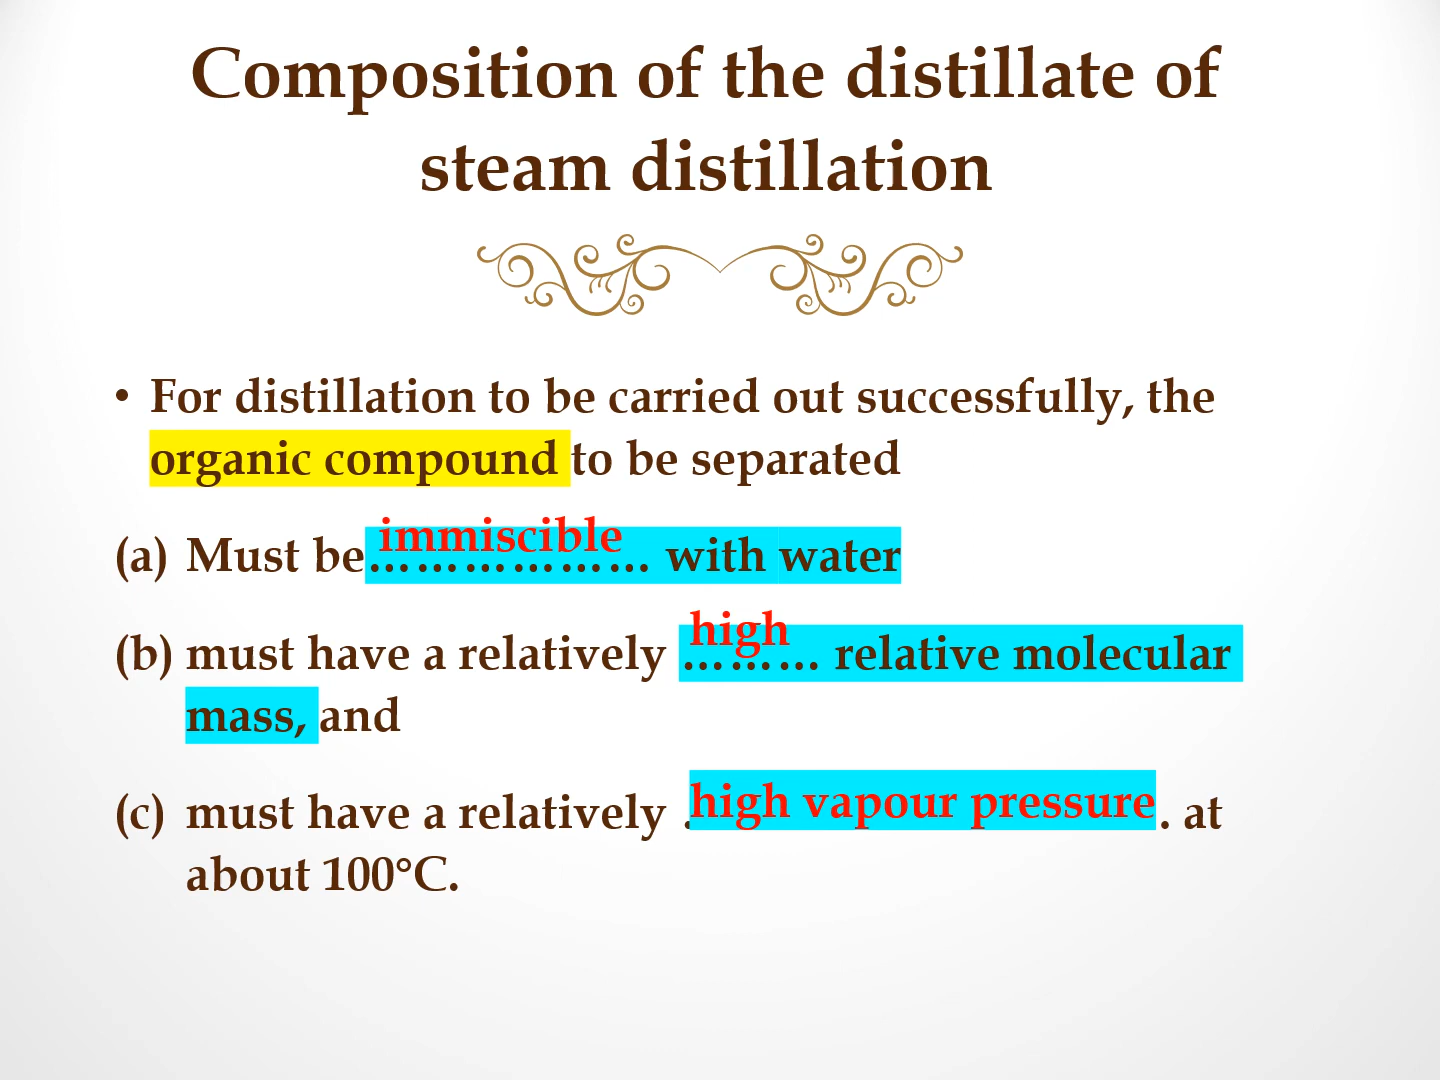 Composition of the distillate of
steam distillation
• For distillation to be carried out successfully, the
organic compound to be separated
(a) Must be immiscible ……………… with water
(b) must have a relatively high ……… relative molecular
mass, and
(c) must have a relatively .high vapour pressure. at
about 100°C.